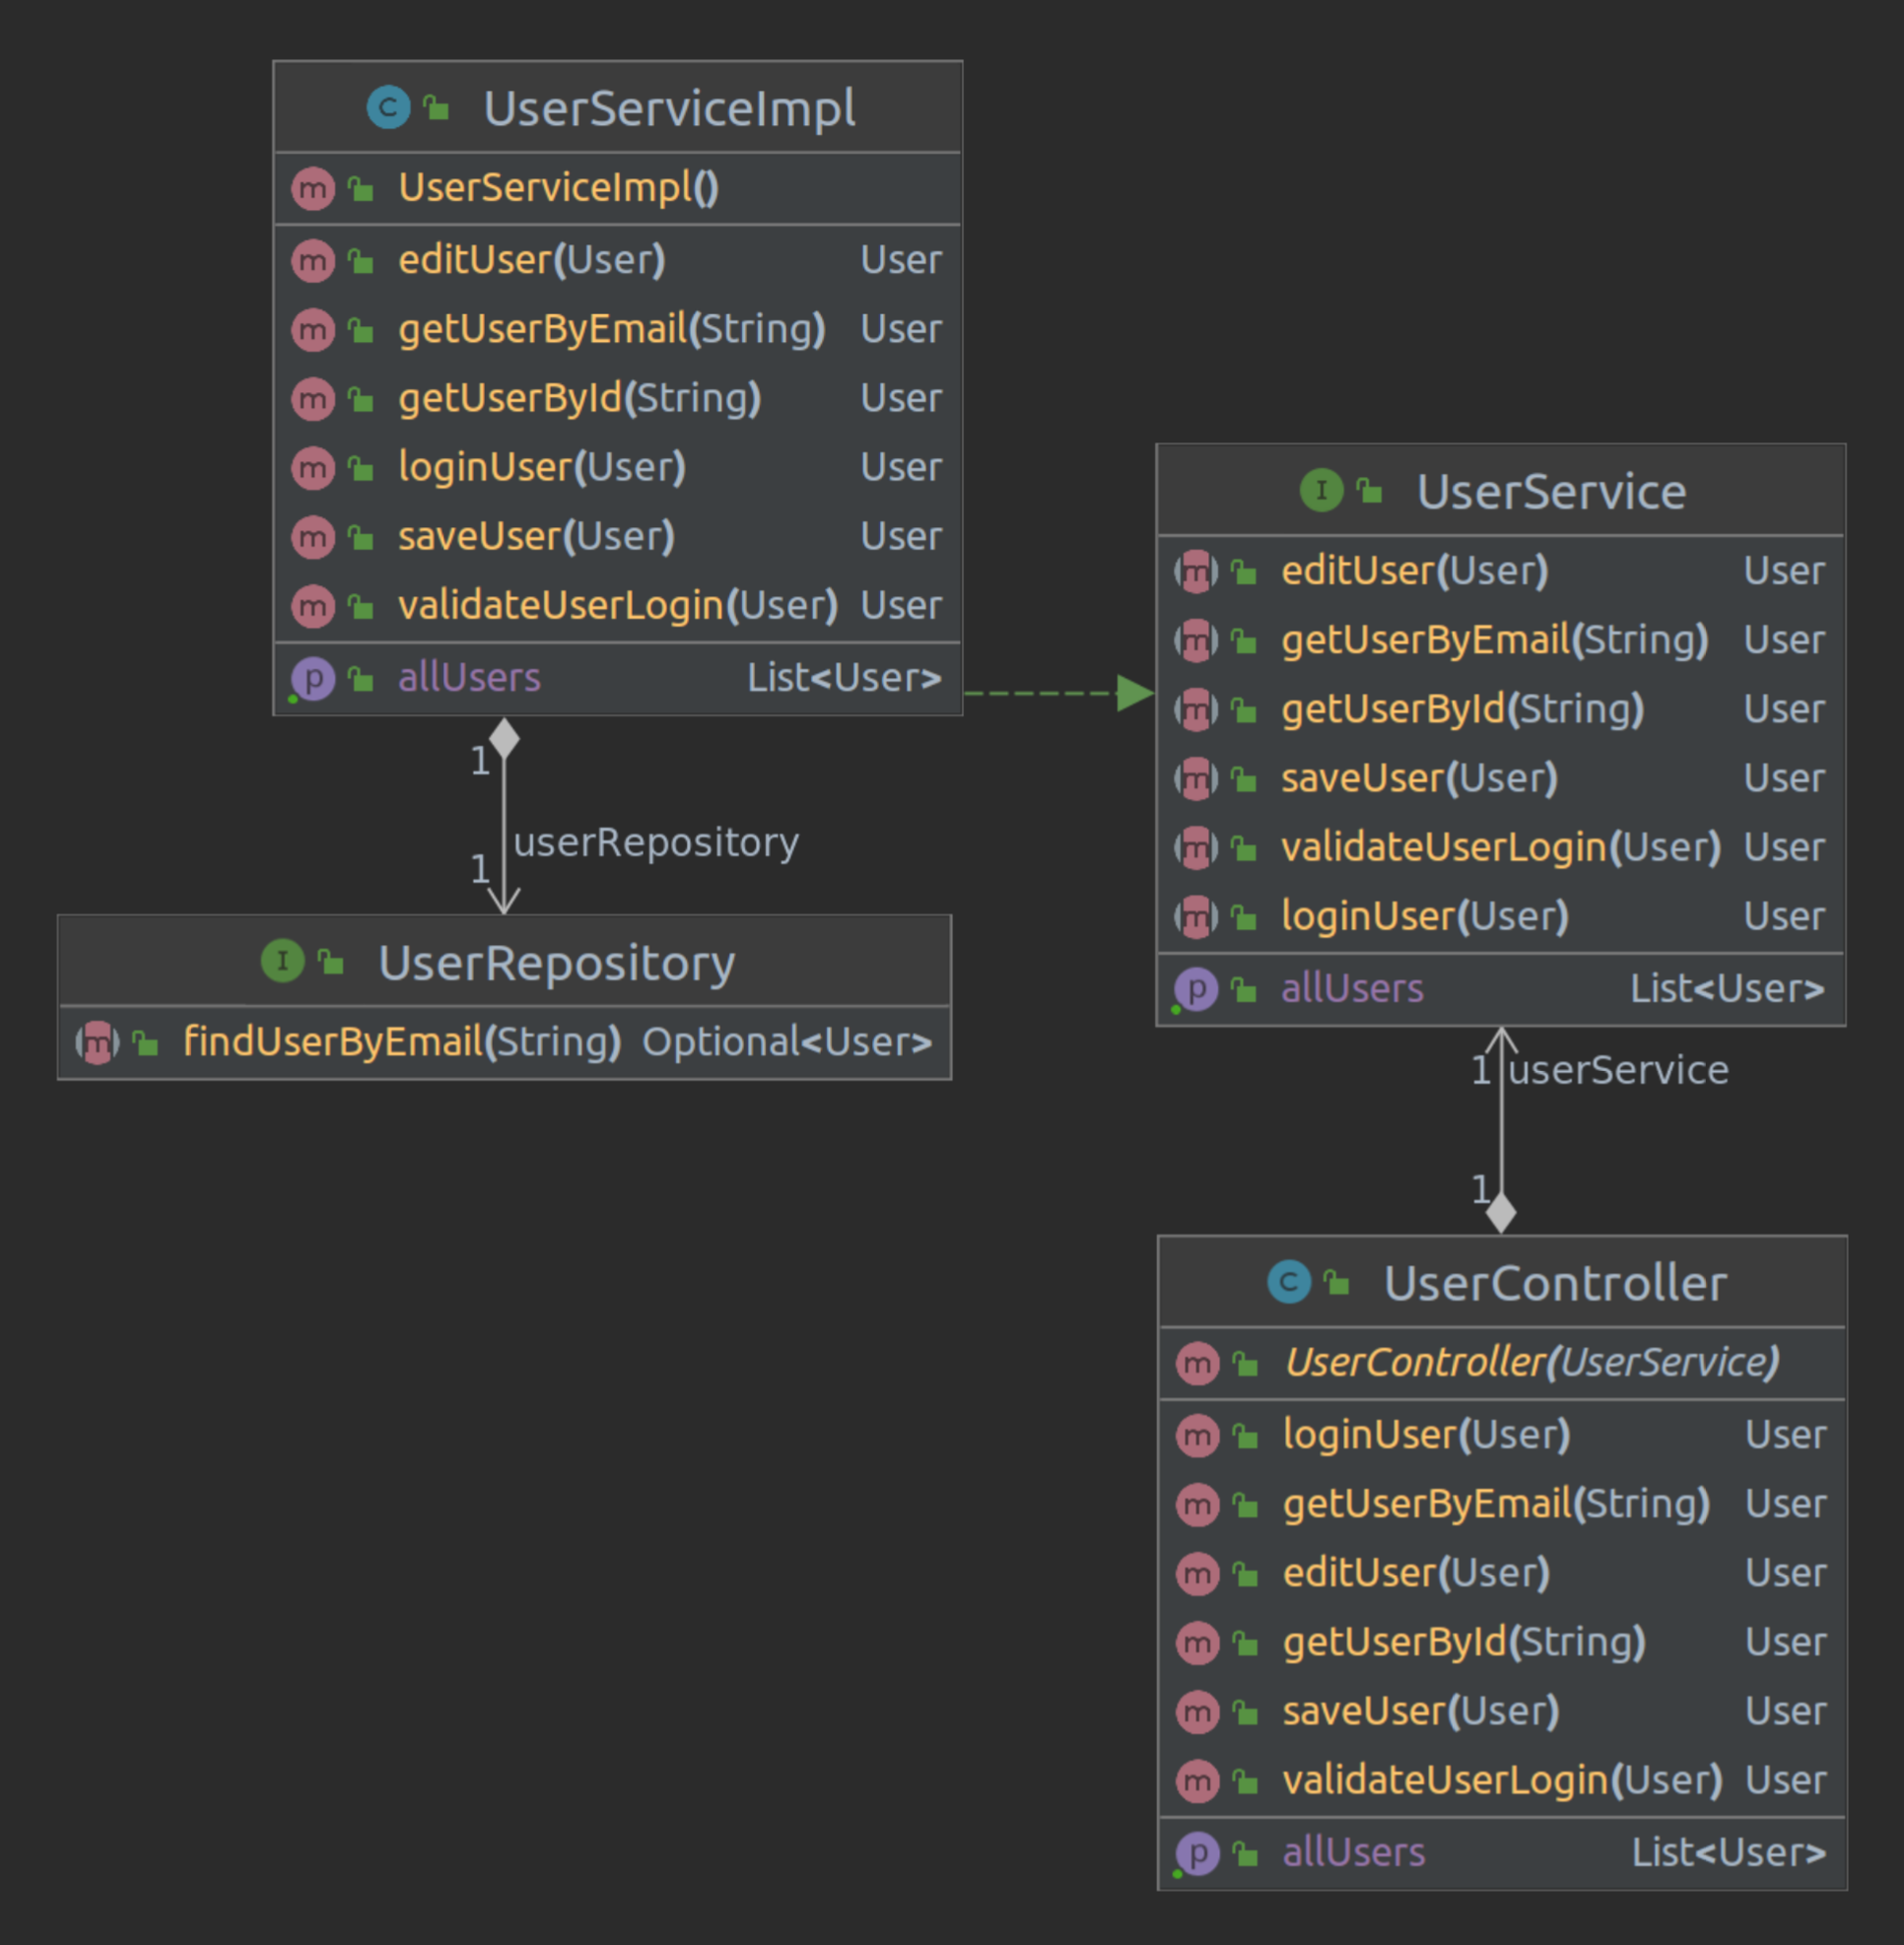 UserServiceImpl
UserServiceImpl()
editUser(User) User
getUserByEmail(String) User
getUserById(String) User
loginUser(User) User
saveUser(User) User
validateUserLogin(User) User
allUsers List<User>
1
userRepository
1
UserRepository
findUserByEmail(String) Optional<User>
UserService
editUser(User) User
getUserByEmail(String) User
getUserById(String) User
saveUser(User) User
validateUserLogin(User) User
loginUser(User) User
allUsers List<User>
1 userService
1
UserController
UserController(UserService)
loginUser(User) User
getUserByEmail(String) User
editUser(User) User
getUserById(String) User
saveUser(User) User
validateUserLogin(User) User
allUsers List<User>